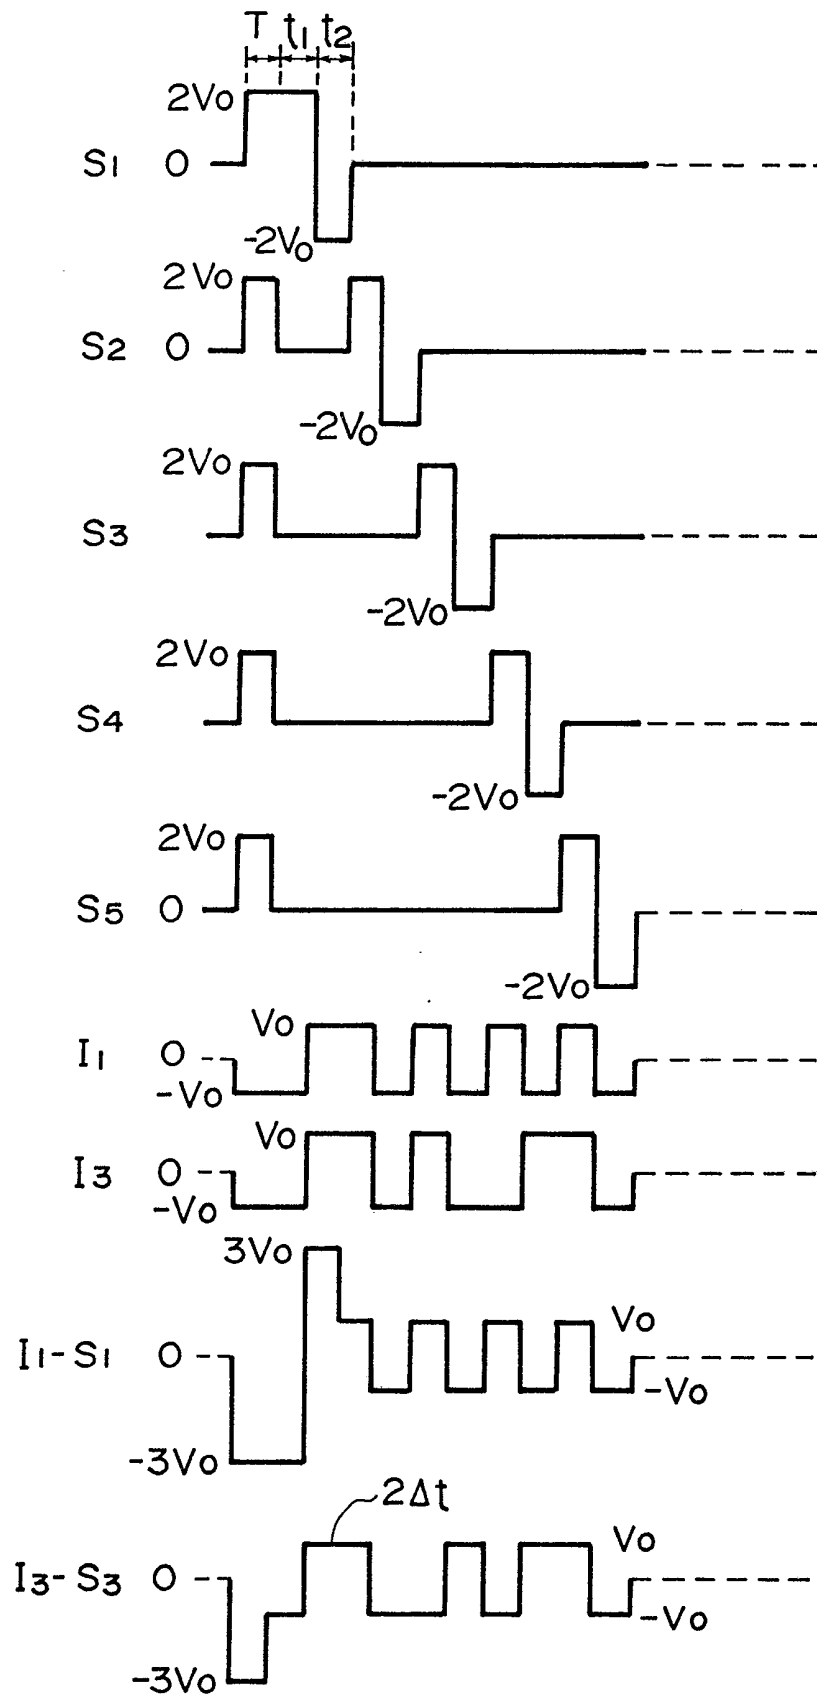 T t1 t2
2Vo
S1 0
-2Vo
2Vo
S2 0
-2Vo
2Vo
S3
-2Vo
2Vo
S4
-2Vo
2Vo
S5 0
-2Vo
Vo
I1 0
-Vo
Vo
I3 0
-Vo
3Vo
Vo
I1-S1 0
-Vo
-3Vo
2Δt
Vo
I3-S3 0
-Vo
-3Vo